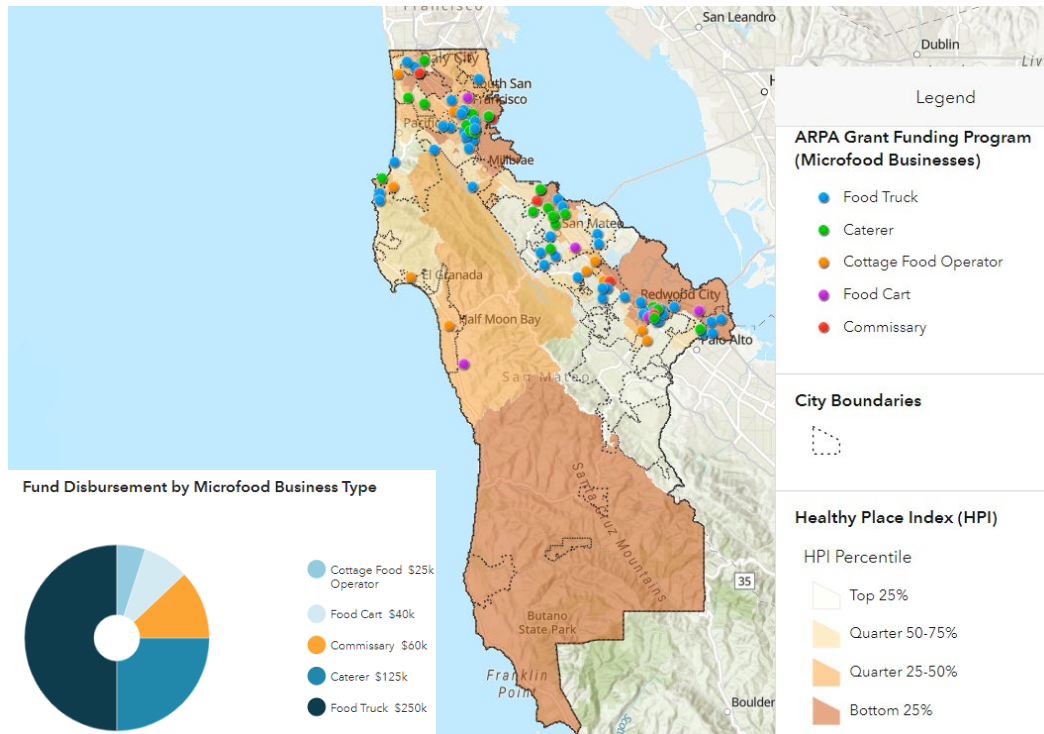 Francisco
San Leandro
Dublin
Daly City
South San
Francisco
Millbrae
San Mateo
El Granada
Redwood City
Half Moon Bay
Palo Alto
San Mateo
Santa Cruz Mountains
35
Butano
State Park
Franklin
Point
Boulder
Legend
ARPA Grant Funding Program
(Microfood Businesses)
Food Truck
Caterer
Cottage Food Operator
Food Cart
Commissary
City Boundaries
Healthy Place Index (HPI)
HPI Percentile
Top 25%
Quarter 50-75%
Quarter 25-50%
Bottom 25%
Fund Disbursement by Microfood Business Type
Cottage Food $25k
Operator
Food Cart $40k
Commissary $60k
Caterer $125k
Food Truck $250k